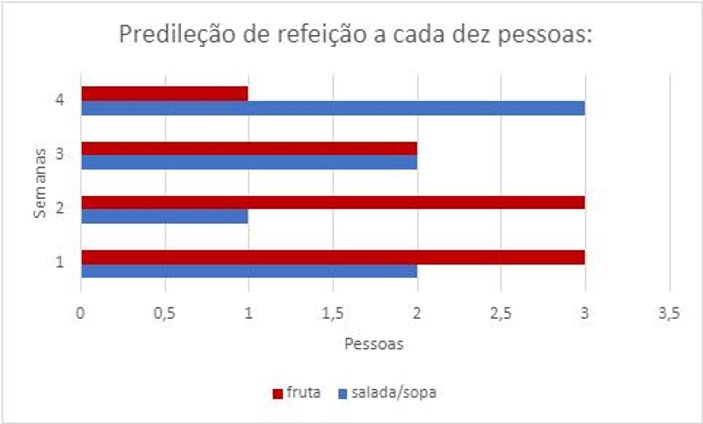 Predileção de refeição a cada dez pessoas:
4
3
2
1
Semanas
0 0,5 1 1,5 2 2,5 3 3,5
Pessoas
fruta salada/sopa